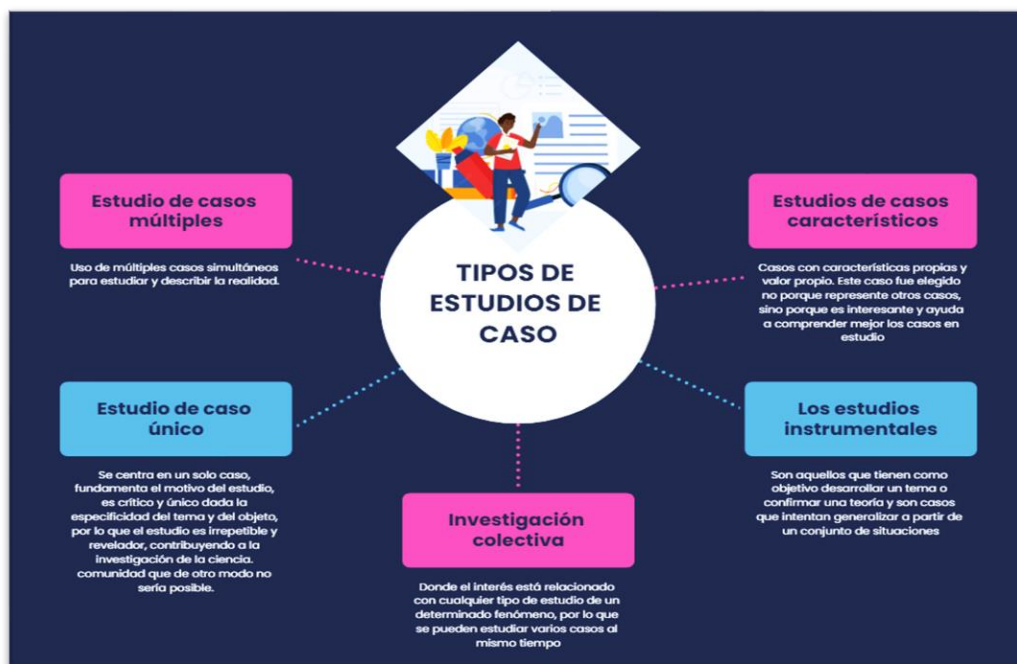 TIPOS DE
ESTUDIOS DE
CASO
Estudio de casos
múltiples
Uso de múltiples casos simultáneos
para estudiar y describir la realidad.
Estudios de casos
característicos
Casos con características propias y
valor propio. Este caso fue elegido
no porque represente otros casos,
sino porque es interesante y ayuda
a comprender mejor los casos en
estudio
Estudio de caso
único
Se centra en un solo caso,
fundamenta el motivo del estudio,
es crítico y único dada la
especificidad del tema y del objeto,
por lo que el estudio es irrepetible y
revelador, contribuyendo a la
investigación de la ciencia.
comunidad que de otro modo no
sería posible.
Los estudios
instrumentales
Son aquellos que tienen como
objetivo desarrollar un tema o
confirmar una teoría y son casos
que intentan generalizar a partir de
un conjunto de situaciones
Investigación
colectiva
Donde el interés está relacionado
con cualquier tipo de estudio de un
determinado fenómeno, por lo que
se pueden estudiar varios casos al
mismo tiempo